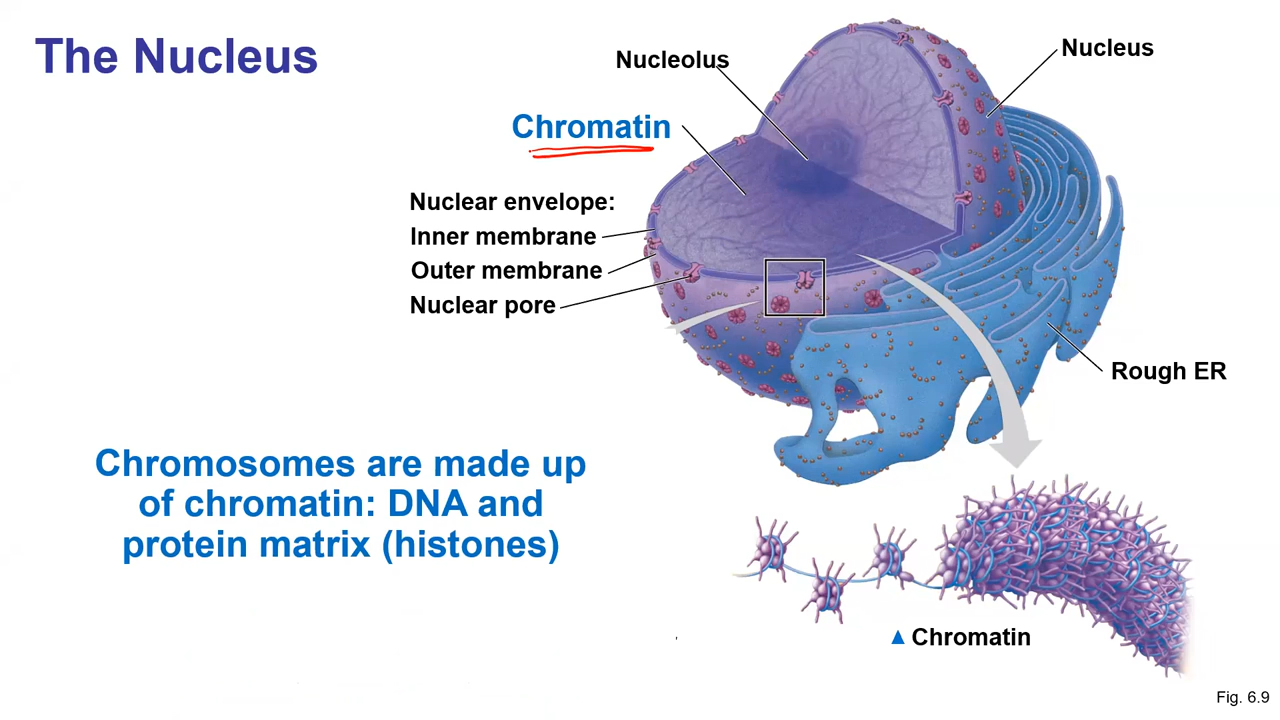 The Nucleus
Nucleolus
Nucleus
Chromatin
Nuclear envelope:
Inner membrane
Outer membrane
Nuclear pore
Rough ER
Chromosomes are made up
of chromatin: DNA and
protein matrix (histones)
▲ Chromatin
Fig. 6.9